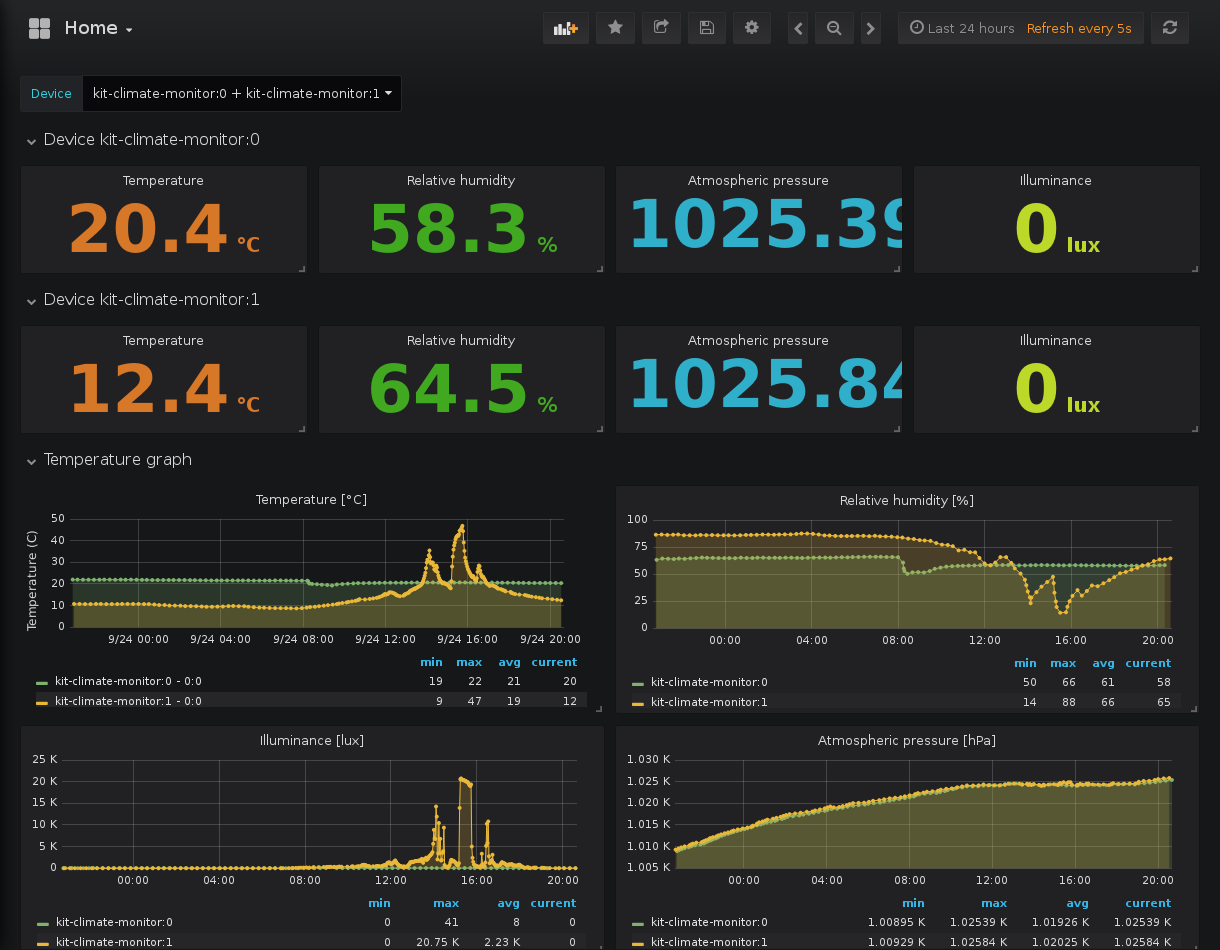 Home
Last 24 hours Refresh every 5s
Device kit-climate-monitor:0 + kit-climate-monitor:1
Device kit-climate-monitor:0
Temperature Relative humidity Atmospheric pressure Illuminance
20.4 °C 58.3 % 1025.39 0 lux
Device kit-climate-monitor:1
Temperature Relative humidity Atmospheric pressure Illuminance
12.4 °C 64.5 % 1025.84 0 lux
Temperature graph
Temperature [°C]
Temperature (C)
50
40
30
20
10
0
9/24 00:00 9/24 04:00 9/24 08:00 9/24 12:00 9/24 16:00 9/24 20:00
min max avg current
kit-climate-monitor:0 - 0:0 19 22 21 20
kit-climate-monitor:1 - 0:0 9 47 19 12
Relative humidity [%]
100
75
50
25
0
00:00 04:00 08:00 12:00 16:00 20:00
min max avg current
kit-climate-monitor:0 50 66 61 58
kit-climate-monitor:1 14 88 66 65
Illuminance [lux]
25 K
20 K
15 K
10 K
5 K
0
00:00 04:00 08:00 12:00 16:00 20:00
min max avg current
kit-climate-monitor:0 0 41 8 0
kit-climate-monitor:1 0 20.75 K 2.23 K 0
Atmospheric pressure [hPa]
1.030 K
1.025 K
1.020 K
1.015 K
1.010 K
1.005 K
00:00 04:00 08:00 12:00 16:00 20:00
min max avg current
kit-climate-monitor:0 1.00895 K 1.02539 K 1.01926 K 1.02539 K
kit-climate-monitor:1 1.00929 K 1.02584 K 1.02025 K 1.02584 K